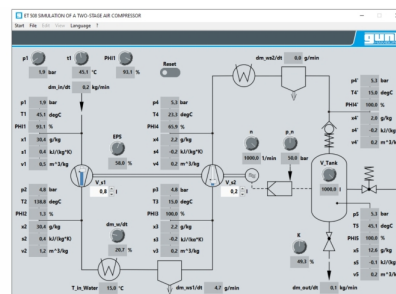 ET 508 SIMULATION OF A TWO-STAGE AIR COMPRESSOR
Start File Edit View Language ?
gunt
p1 t1 PHI1 Reset
1,9 bar 45,1 °C 93,1 %
dm_in/dt 0,2 kg/min
dm_ws2/dt 0,0 g/min
p1 1,9 bar
T1 45,1 degC
PHI1 93,1 %
x1 30,4 g/kg
s1 0,4 kJ/(kg*K)
v1 0,5 m^3/kg
EPS
50,0 %
p4 5,3 bar
T4 23,3 degC
PHI4 65,9 %
x4 2,2 g/kg
s4 -0,2 kJ/(kg*K)
v4 0,2 m^3/kg
n p_n
1000,0 1/min 50,0 bar
p4' 5,3 bar
T4' 15,0 degC
PHI4' 100,0 %
x4' 2,0 g/kg
s4' -0,2 kJ/(kg*K)
v4' 0,2 m^3/kg
V_Tank
1000,0 l
V_s1
0,8 l
V_s2
0,2 l
p2 4,8 bar
T2 138,0 degC
PHI2 1,3 %
x2 30,4 g/kg
s2 0,4 kJ/(kg*K)
v2 1,2 m^3/kg
dm_w/dt
20,7 %
p3 4,8 bar
T3 15,0 degC
PHI3 100,0 %
x3 2,2 g/kg
s3 -0,2 kJ/(kg*K)
v3 0,2 m^3/kg
K
49,3 %
p5 5,3 bar
T5 45,1 degC
PHI5 100,0 %
x5 12,6 g/kg
s5 -0,1 kJ/(kg*K)
v5 0,2 m^3/kg
T_in_Water 15,0 °C
dm_ws1/dt 4,7 g/min
dm_out/dt 0,1 kg/min